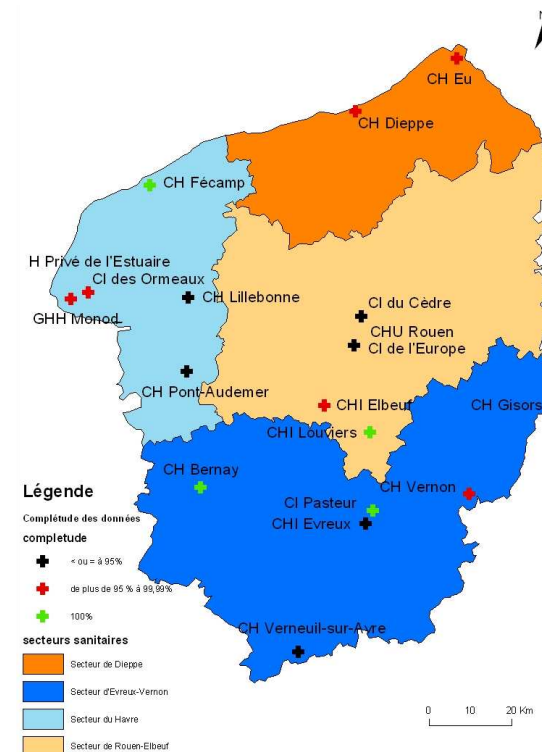 N
CH Eu
CH Dieppe
CH Fécamp
H Privé de l'Estuaire
Cl des Ormeaux
CH Lillebonne
GHH Monod
Cl du Cèdre
CHU Rouen
Cl de l'Europe
CH Pont-Audemer
CHI Elbeuf
CH Gisors
CHI Louviers
CH Bernay
CH Vernon
Cl Pasteur
CHI Evreux
CH Verneuil-sur-Avre
Légende
Complétude des données
completude
< ou = à 95%
de plus de 95 % à 99,99%
100%
secteurs sanitaires
Secteur de Dieppe
Secteur d'Evreux-Vernon
Secteur du Havre
Secteur de Rouen-Elbeuf
0 10 20 Km